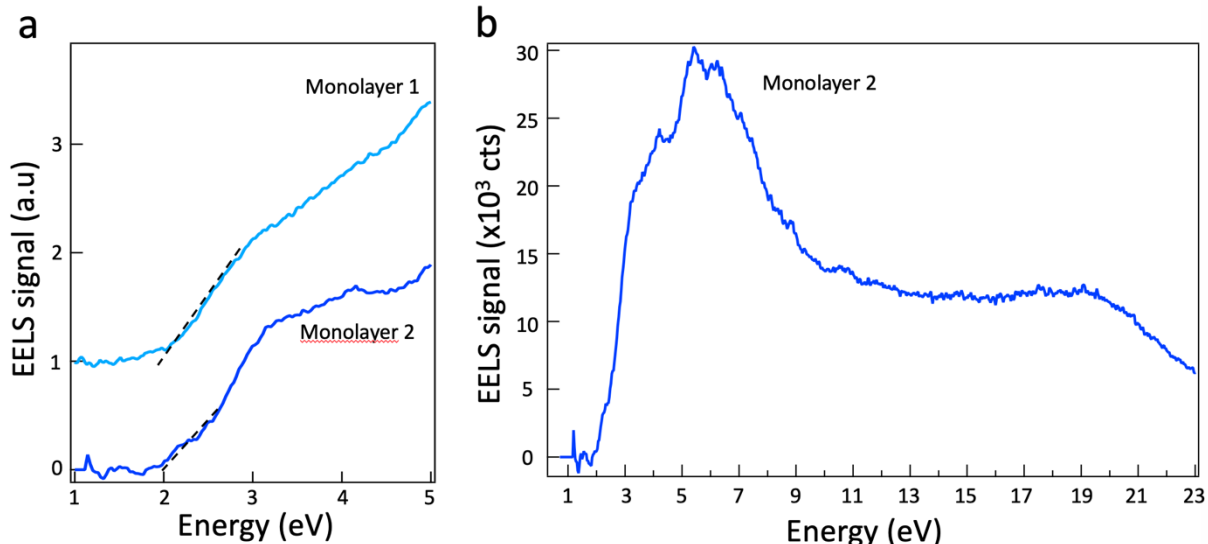 a
EELS signal (a.u)
3
2
1
0
Monolayer 1
Monolayer 2
1 2 3 4 5
Energy (eV)
b
EELS signal (x10³ cts)
30
25
20
15
10
5
0
Monolayer 2
1 3 5 7 9 11 13 15 17 19 21 23
Energy (eV)